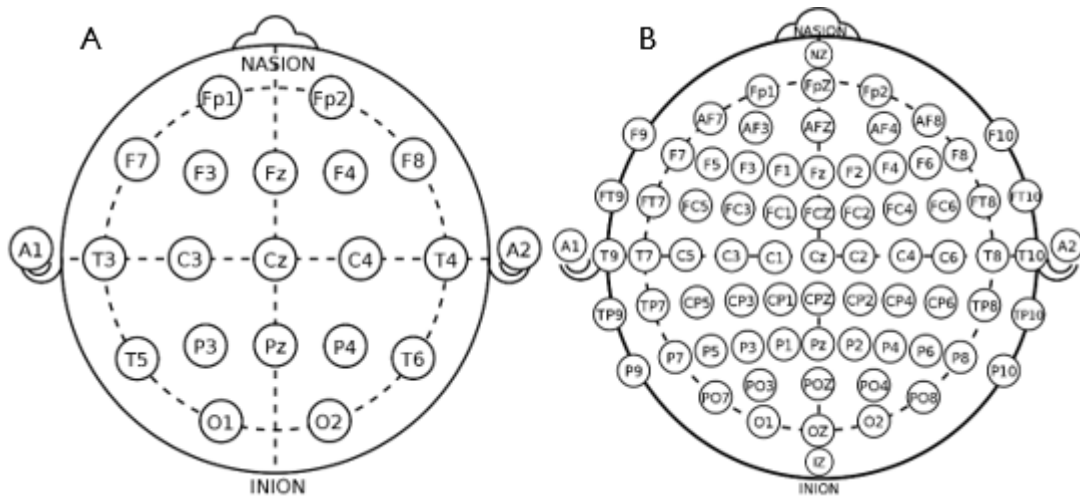 A
NASION
Fp1 Fp2
F7 F3 Fz F4 F8
A1 T3 C3 Cz C4 T4 A2
T5 P3 Pz P4 T6
O1 O2
INION
B
NASION
NZ
Fp1 FpZ Fp2
AF7 AF3 AFZ AF4 AF8
F9 F7 F5 F3 F1 Fz F2 F4 F6 F8 F10
FT9 FT7 FC5 FC3 FC1 FCZ FC2 FC4 FC6 FT8 FT10
A1 T9 T7 C5 C3 C1 Cz C2 C4 C6 T8 T10 A2
TP9 TP7 CP5 CP3 CP1 CPZ CP2 CP4 CP6 TP8 TP10
P9 P7 P5 P3 P1 Pz P2 P4 P6 P8 P10
PO7 PO3 POZ PO4 PO8
O1 OZ O2
IZ
INION